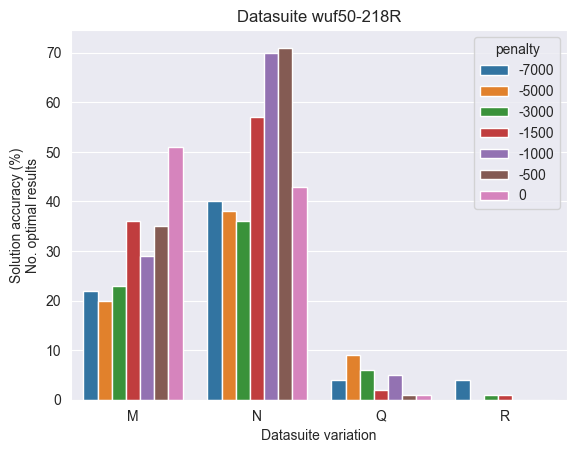 Datasuite wuf50-218R
Solution accuracy (%)
No. optimal results
70
60
50
40
30
20
10
0
penalty
-7000
-5000
-3000
-1500
-1000
-500
0
M N Q R
Datasuite variation